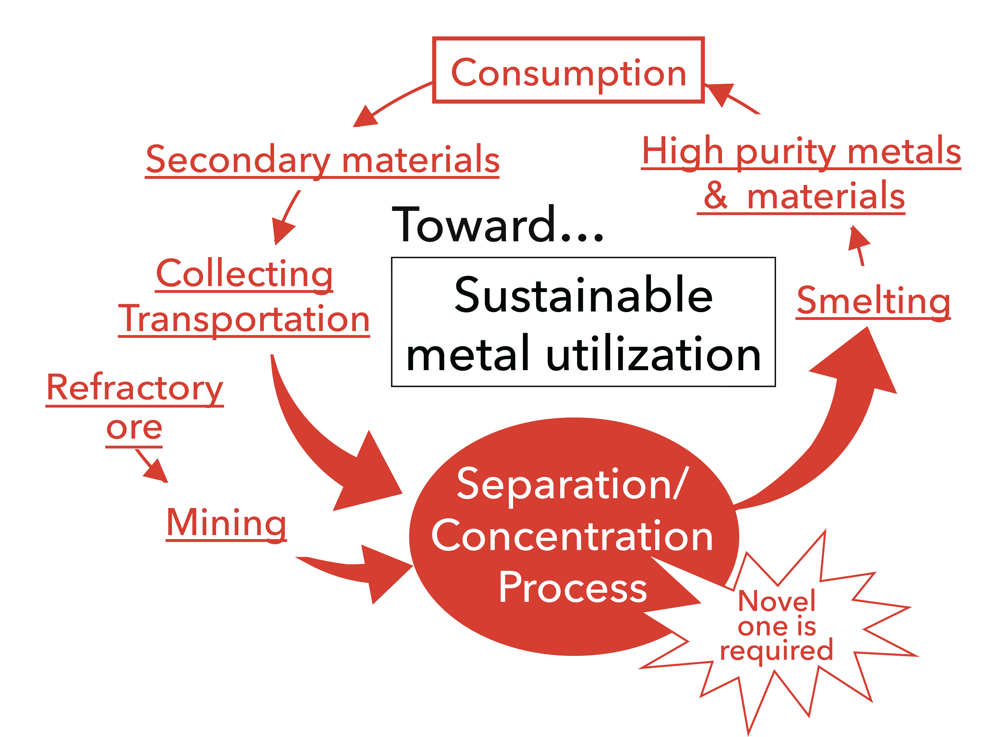 Consumption
Secondary materials
High purity metals
& materials
Toward...
Collecting
Transportation
Sustainable
metal utilization
Smelting
Refractory
ore
Mining
Separation/
Concentration
Process
Novel
one is
required